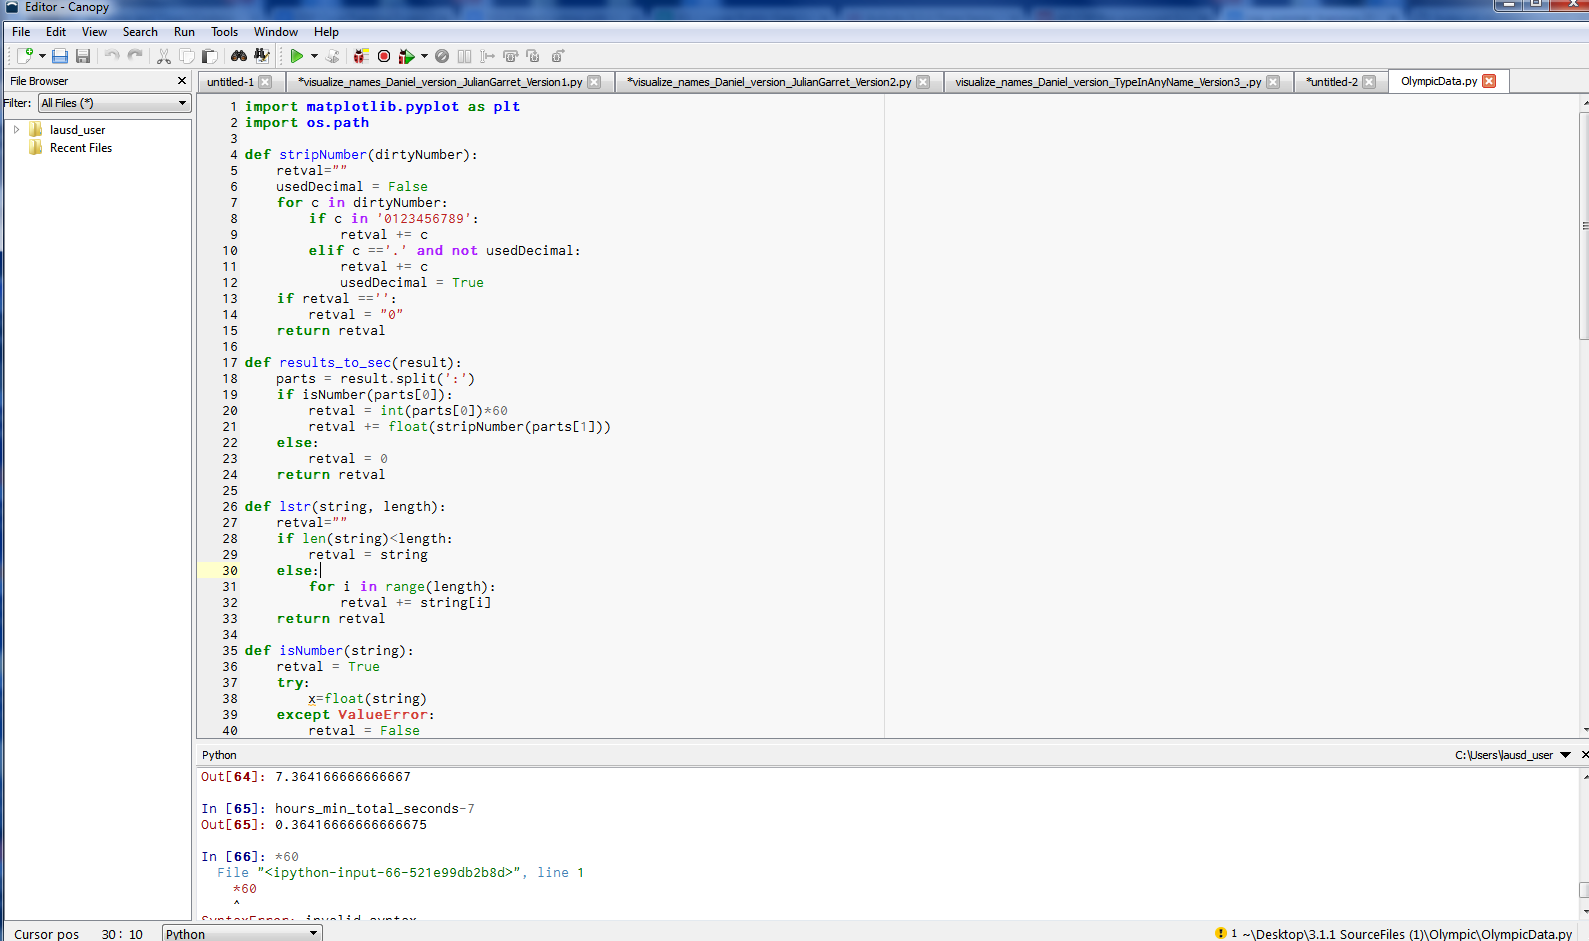 Editor - Canopy
File Edit View Search Run Tools Window Help
File Browser
Filter: All Files (*)
lausd_user
Recent Files
untitled-1 *visualize_names_Daniel_version_JulianGarret_Version1.py *visualize_names_Daniel_version_JulianGarret_Version2.py visualize_names_Daniel_version_TypeInAnyName_Version3_.py *untitled-2 OlympicData.py
1 import matplotlib.pyplot as plt
2 import os.path
3
4 def stripNumber(dirtyNumber):
5     retval=""
6     usedDecimal = False
7     for c in dirtyNumber:
8         if c in '0123456789':
9             retval += c
10         elif c =='.' and not usedDecimal:
11             retval += c
12             usedDecimal = True
13     if retval =='':
14         retval = "0"
15     return retval
16
17 def results_to_sec(result):
18     parts = result.split(':')
19     if isNumber(parts[0]):
20         retval = int(parts[0])*60
21         retval += float(stripNumber(parts[1]))
22     else:
23         retval = 0
24     return retval
25
26 def lstr(string, length):
27     retval=""
28     if len(string)<length:
29         retval = string
30     else:
31         for i in range(length):
32             retval += string[i]
33     return retval
34
35 def isNumber(string):
36     retval = True
37     try:
38         x=float(string)
39     except ValueError:
40         retval = False
Python C:\Users\lausd_user
Out[64]: 7.364166666666667
In [65]: hours_min_total_seconds-7
Out[65]: 0.36416666666666675
In [66]: *60
File "<ipython-input-66-521e99db2b8d>", line 1
*60
^
SyntaxError: invalid syntax
Cursor pos 30 : 10 Python 1 ~\Desktop\3.1.1 SourceFiles (1)\Olympic\OlympicData.py